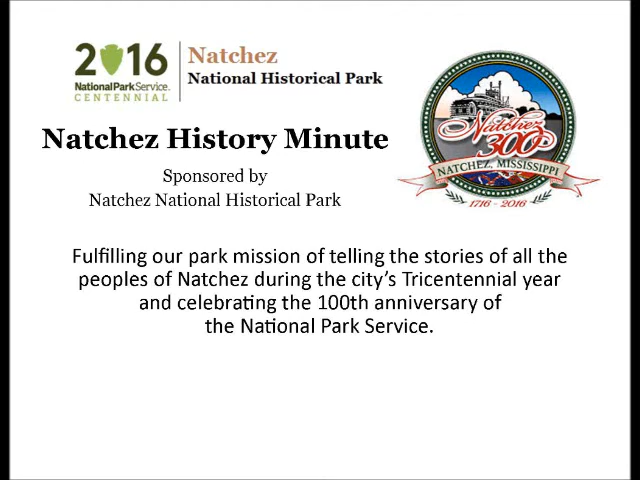 2016
National Park Service™
CENTENNIAL
Natchez
National Historical Park
Natchez
300
NATCHEZ, MISSISSIPPI
1716 - 2016
Natchez History Minute
Sponsored by
Natchez National Historical Park
Fulfilling our park mission of telling the stories of all the
peoples of Natchez during the city's Tricentennial year
and celebrating the 100th anniversary of
the National Park Service.